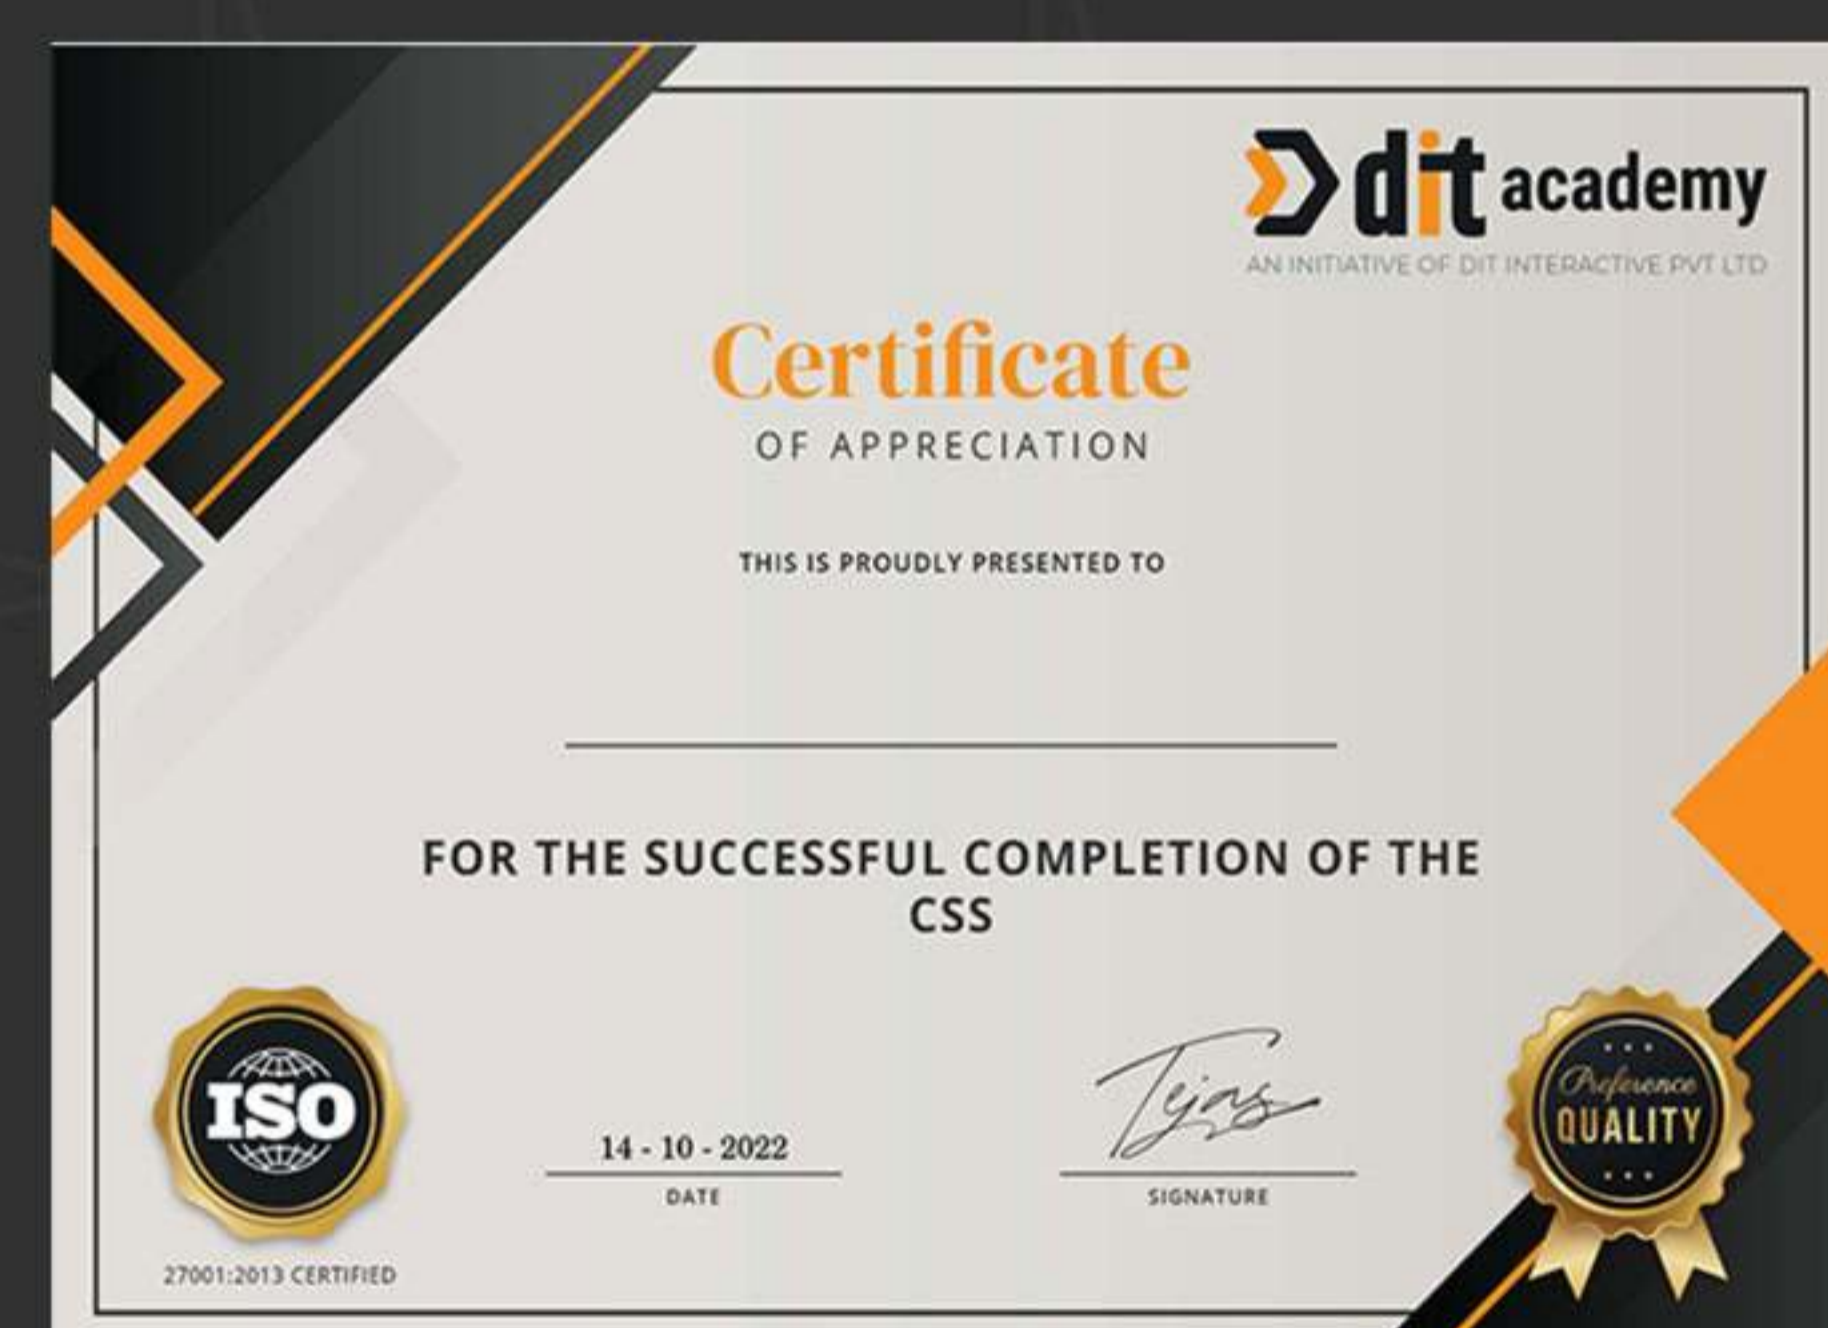 dit academy
AN INITIATIVE OF DIT INTERACTIVE PVT LTD
Certificate
OF APPRECIATION
THIS IS PROUDLY PRESENTED TO
FOR THE SUCCESSFUL COMPLETION OF THE
CSS
ISO
27001:2013 CERTIFIED
14 - 10 - 2022
DATE
Tejas
SIGNATURE
Preference
QUALITY